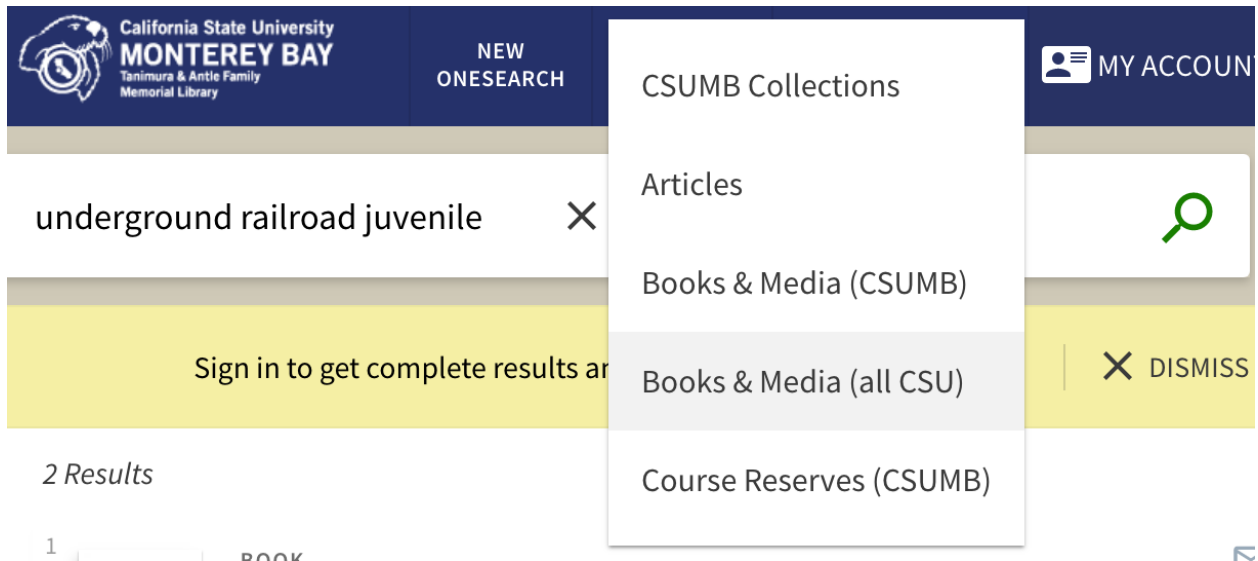 California State University
MONTEREY BAY
Tanimura & Antle Family
Memorial Library
NEW
ONESEARCH
MY ACCOUNT
underground railroad juvenile
CSUMB Collections
Articles
Books & Media (CSUMB)
Books & Media (all CSU)
Course Reserves (CSUMB)
Sign in to get complete results
DISMISS
2 Results
1
BOOK